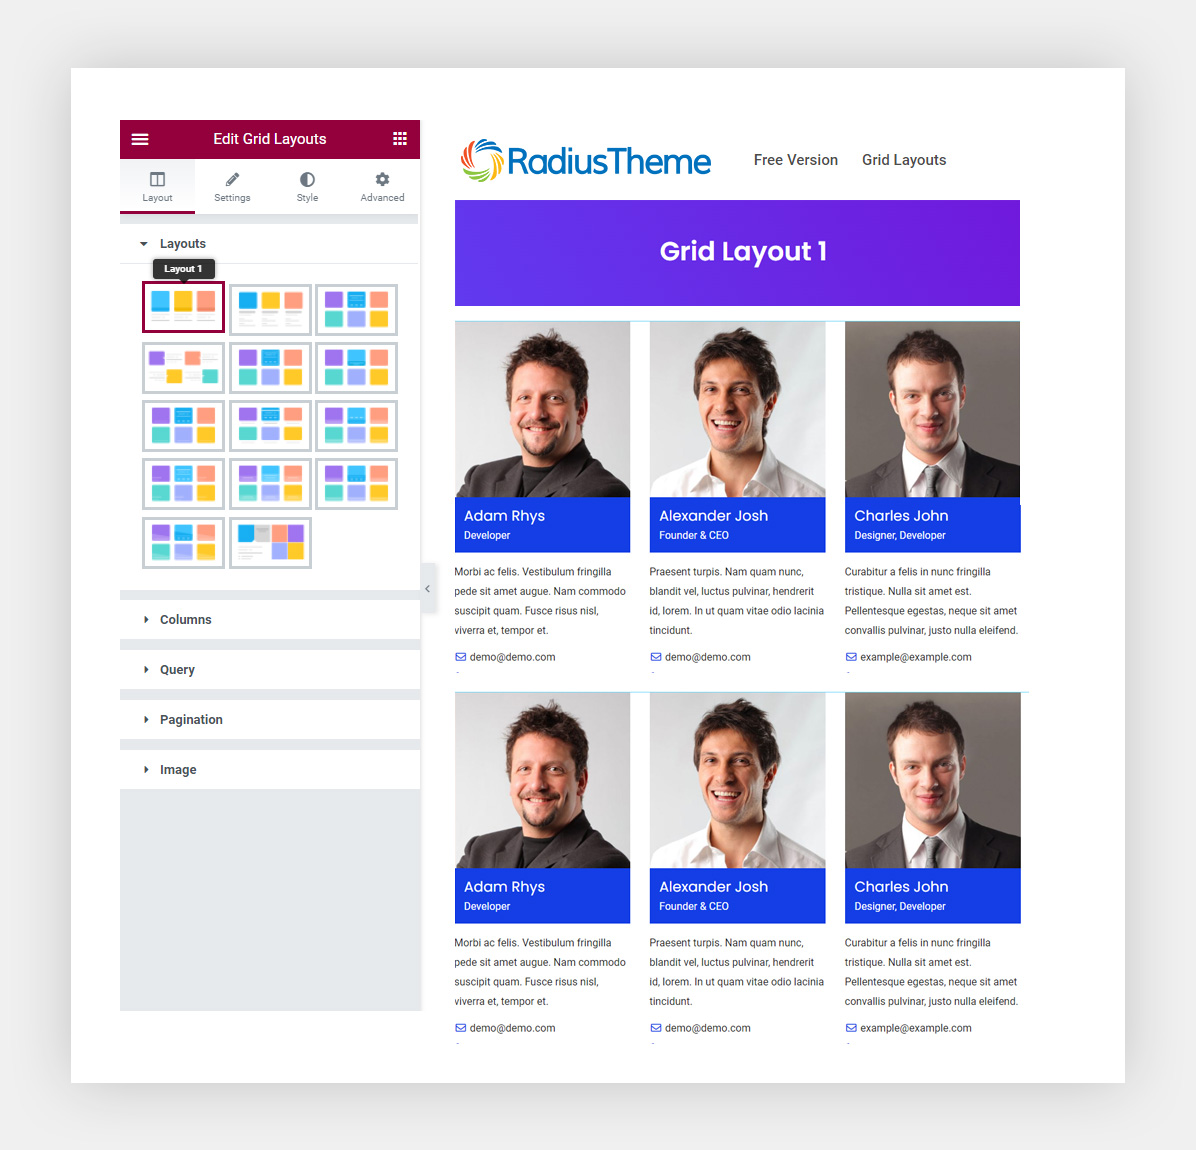 Edit Grid Layouts
Layout
Settings
Style
Advanced
Layouts
Layout 1
Columns
Query
Pagination
Image
RadiusTheme
Free Version
Grid Layouts
Grid Layout 1
Adam Rhys
Developer
Morbi ac felis. Vestibulum fringilla
pede sit amet augue. Nam commodo
suscipit quam. Fusce risus nisl,
viverra et, tempor et.
demo@demo.com
Alexander Josh
Founder & CEO
Praesent turpis. Nam quam nunc,
blandit vel, luctus pulvinar, hendrerit
id, lorem. In ut quam vitae odio lacinia
tincidunt.
demo@demo.com
Charles John
Designer, Developer
Curabitur a felis in nunc fringilla
tristique. Nulla sit amet est.
Pellentesque egestas, neque sit amet
convallis pulvinar, justo nulla eleifend.
example@example.com
Adam Rhys
Developer
Morbi ac felis. Vestibulum fringilla
pede sit amet augue. Nam commodo
suscipit quam. Fusce risus nisl,
viverra et, tempor et.
demo@demo.com
Alexander Josh
Founder & CEO
Praesent turpis. Nam quam nunc,
blandit vel, luctus pulvinar, hendrerit
id, lorem. In ut quam vitae odio lacinia
tincidunt.
demo@demo.com
Charles John
Designer, Developer
Curabitur a felis in nunc fringilla
tristique. Nulla sit amet est.
Pellentesque egestas, neque sit amet
convallis pulvinar, justo nulla eleifend.
example@example.com